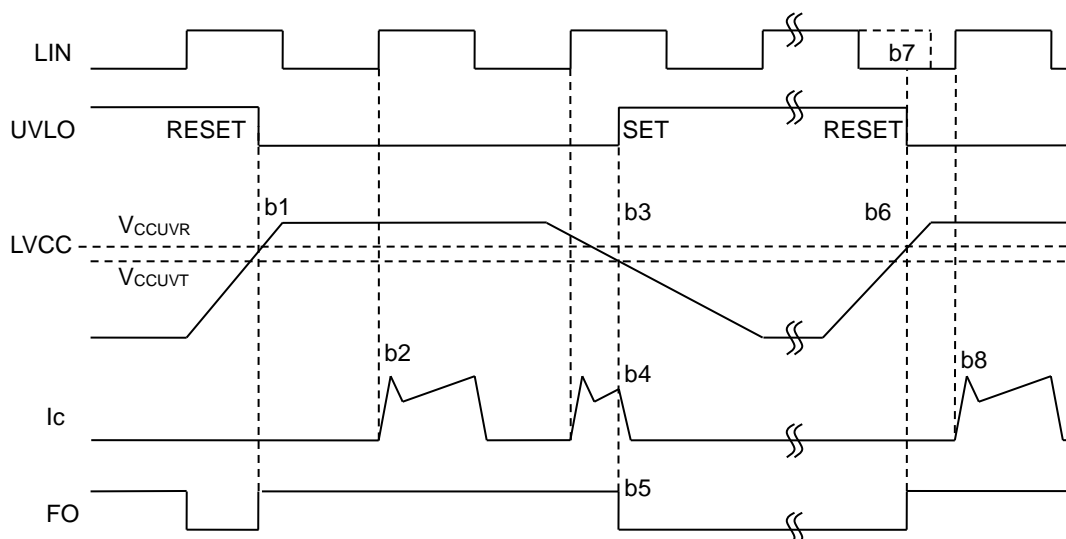 LIN
b7
UVLO
RESET
SET
RESET
b1
b3
b6
VCCUVR
LVCC
VCCUVT
b2
b4
b8
Ic
b5
FO